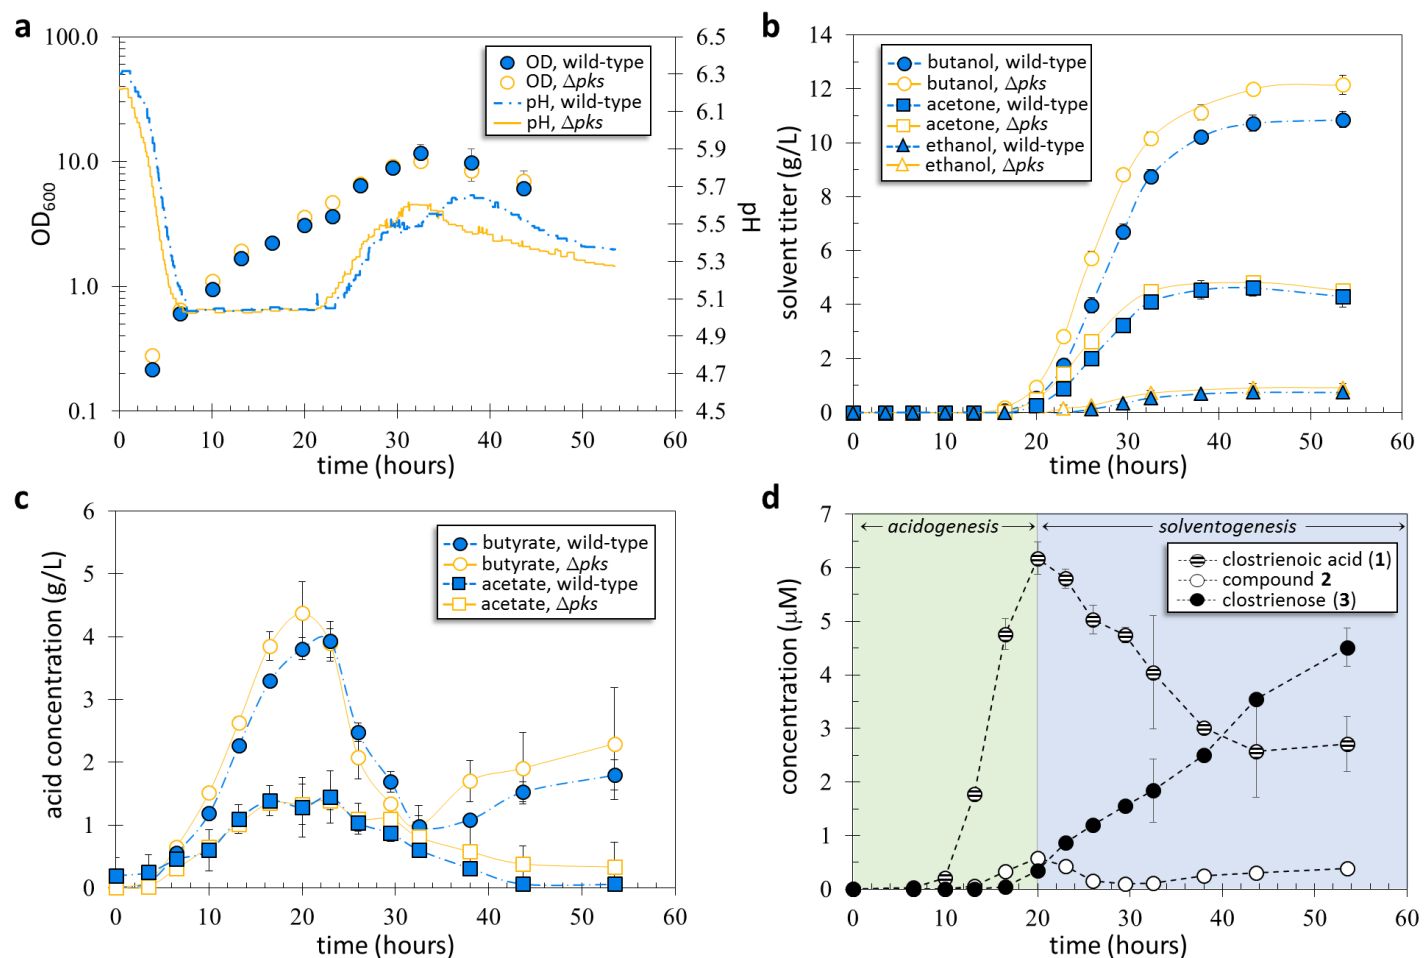 a
100.0
10.0
1.0
0.1
OD600
6.5
6.3
6.1
5.9
5.7
5.5
5.3
5.1
4.9
4.7
4.5
pH
OD, wild-type
OD, Δpks
pH, wild-type
pH, Δpks
0 10 20 30 40 50 60
time (hours)
b
14
12
10
8
6
4
2
0
solvent titer (g/L)
butanol, wild-type
butanol, Δpks
acetone, wild-type
acetone, Δpks
ethanol, wild-type
ethanol, Δpks
0 10 20 30 40 50 60
time (hours)
c
6
5
4
3
2
1
0
acid concentration (g/L)
butyrate, wild-type
butyrate, Δpks
acetate, wild-type
acetate, Δpks
0 10 20 30 40 50 60
time (hours)
d
7
6
5
4
3
2
1
0
concentration (μM)
acidogenesis
solventogenesis
clostrienoic acid (1)
compound 2
clostrienose (3)
0 10 20 30 40 50 60
time (hours)